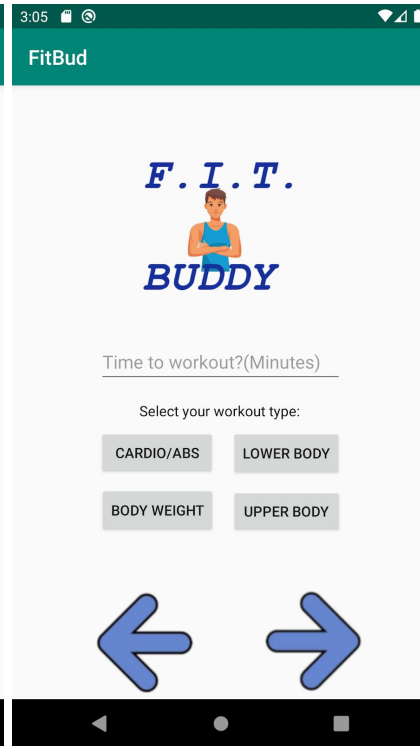 3:05
FitBud
F.I.T.
BUDDY
Time to workout?(Minutes)
Select your workout type:
CARDIO/ABS LOWER BODY
BODY WEIGHT UPPER BODY